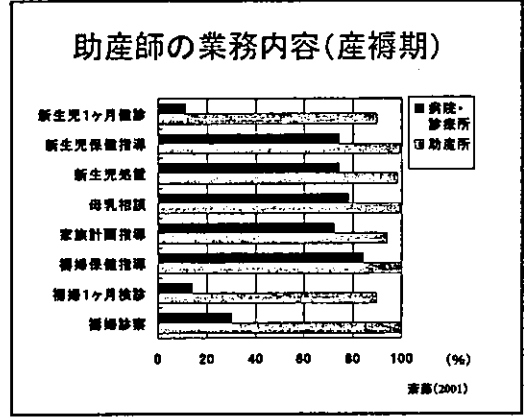 助産師の業務内容(産褥期)
新生児1ヶ月健診
新生児保健指導
新生児処置
母乳相談
家族計画指導
褥婦保健指導
褥婦1ヶ月検診
褥婦診察
病院・
診療所
助産所
0 20 40 60 80 100 (%)
斎藤(2001)